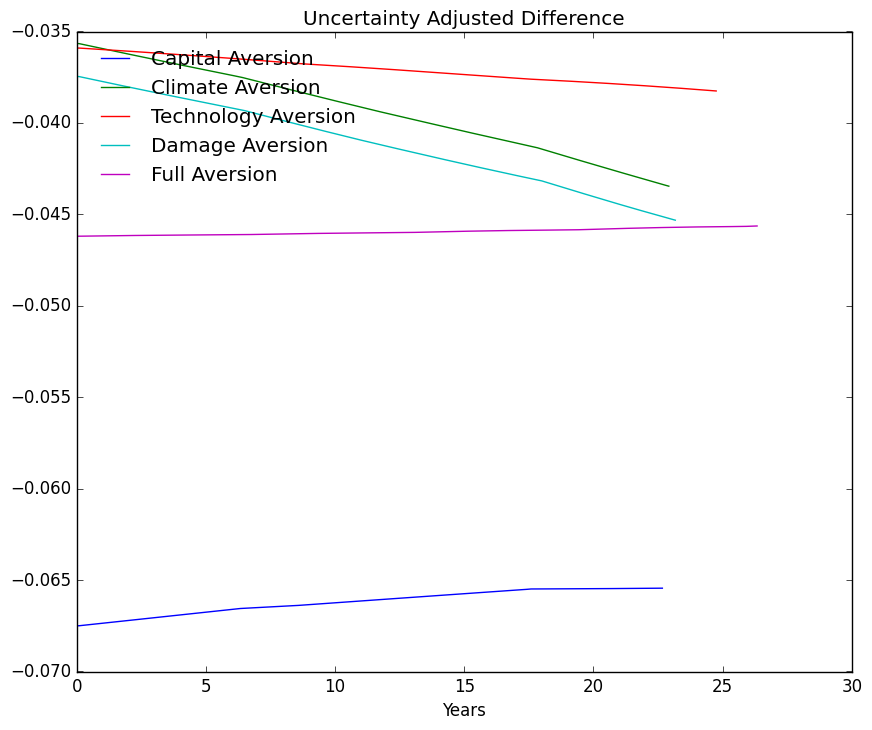 Uncertainty Adjusted Difference
−0.035
−0.040
−0.045
−0.050
−0.055
−0.060
−0.065
−0.070
Capital Aversion
Climate Aversion
Technology Aversion
Damage Aversion
Full Aversion
0 5 10 15 20 25 30
Years